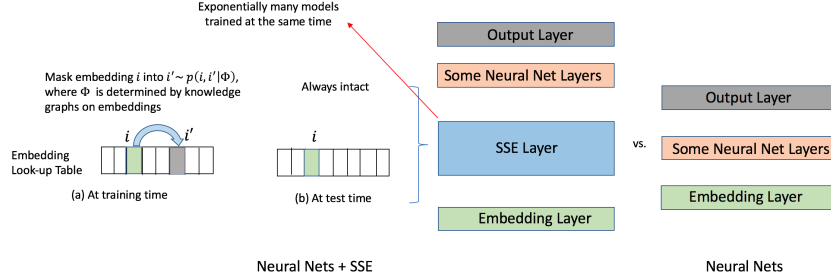 Exponentially many models
trained at the same time
Output Layer
Mask embedding i into i′~ p(i, i′|Φ),
where Φ is determined by knowledge
graphs on embeddings
Always intact
Some Neural Net Layers
i
i′
i
Embedding
Look-up Table
(a) At training time
(b) At test time
SSE Layer
Embedding Layer
vs.
Output Layer
Some Neural Net Layers
Embedding Layer
Neural Nets + SSE
Neural Nets